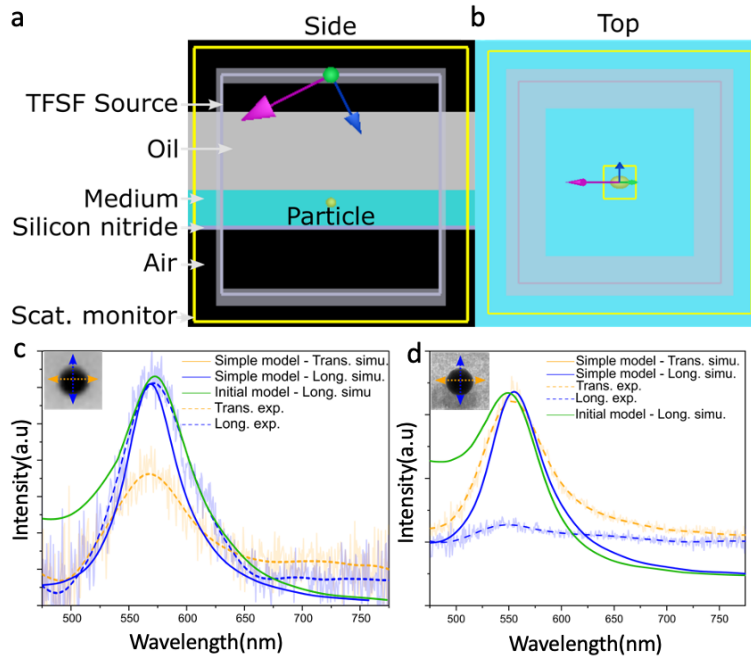 a
Side
b
Top
TFSF Source
Oil
Medium
Particle
Silicon nitride
Air
Scat. monitor
c
Simple model - Trans. simu.
Simple model - Long. simu.
Initial model - Long. simu
Trans. exp.
Long. exp.
Intensity(a.u)
500
550
600
650
700
750
Wavelength(nm)
d
Simple model - Trans. simu.
Simple model - Long. simu.
Trans. exp.
Long. exp.
Initial model - Long. simu.
Intensity(a.u)
500
550
600
650
700
750
Wavelength(nm)